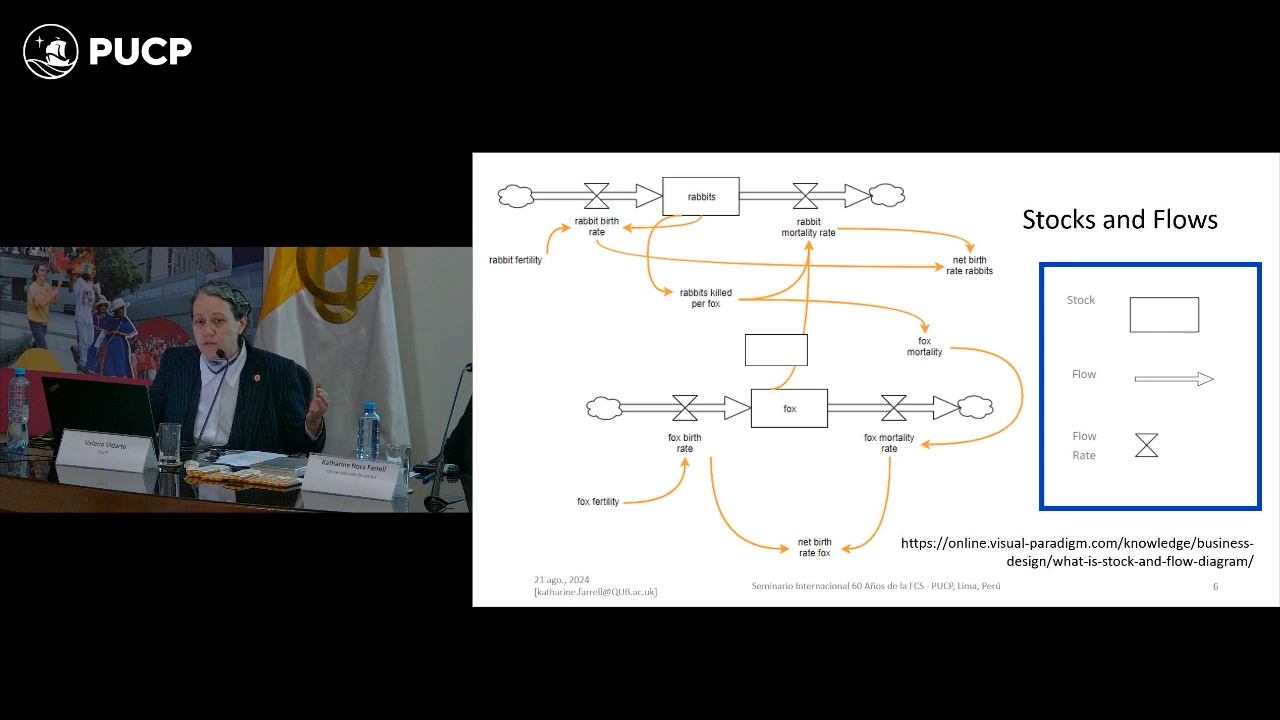 PUCP
Valeria Vidarte
PUCP
Katharine Nora Farrell
rabbits
rabbit birth
rate
rabbit
mortality rate
rabbit fertility
net birth
rate rabbits
rabbits killed
per fox
fox
mortality
fox
fox birth
rate
fox mortality
rate
fox fertility
net birth
rate fox
Stocks and Flows
Stock
Flow
Flow
Rate
https://online.visual-paradigm.com/knowledge/business-
design/what-is-stock-and-flow-diagram/
21 ago., 2024
[katharine.farrell@QUB.ac.uk]
Seminario Internacional 60 Años de la FCS - PUCP, Lima, Perú
6